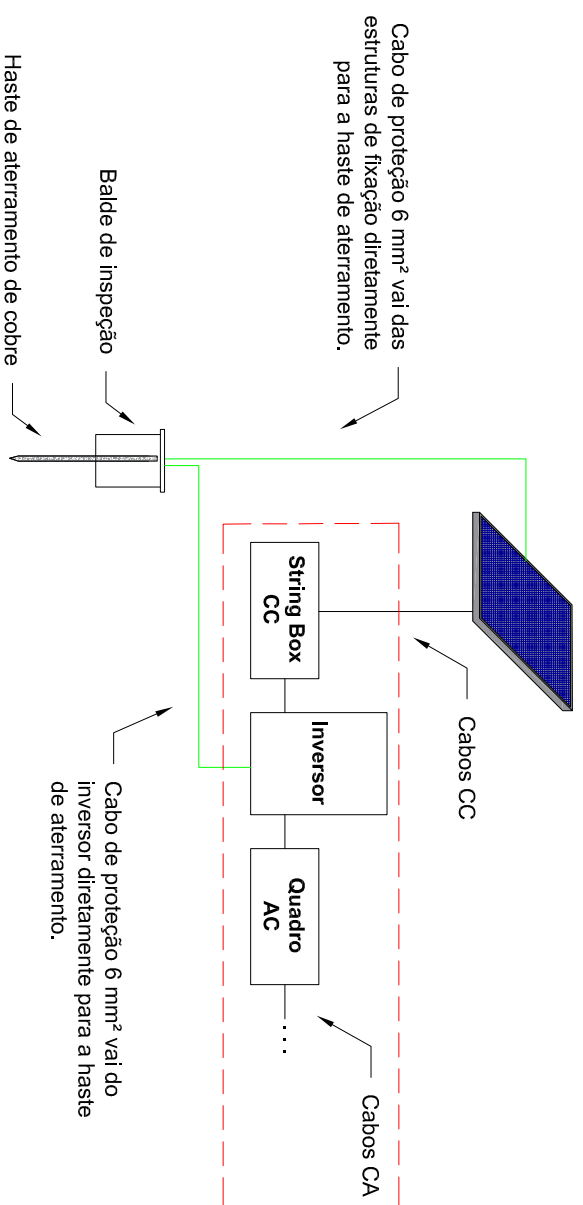 Cabo de proteção 6 mm² vai das
estruturas de fixação diretamente
para a haste de aterramento.
Cabos CC
Cabos CA
String Box
CC
Inversor
Quadro
AC
. . .
Balde de inspeção
Haste de aterramento de cobre
Cabo de proteção 6 mm² vai do
inversor diretamente para a haste
de aterramento.